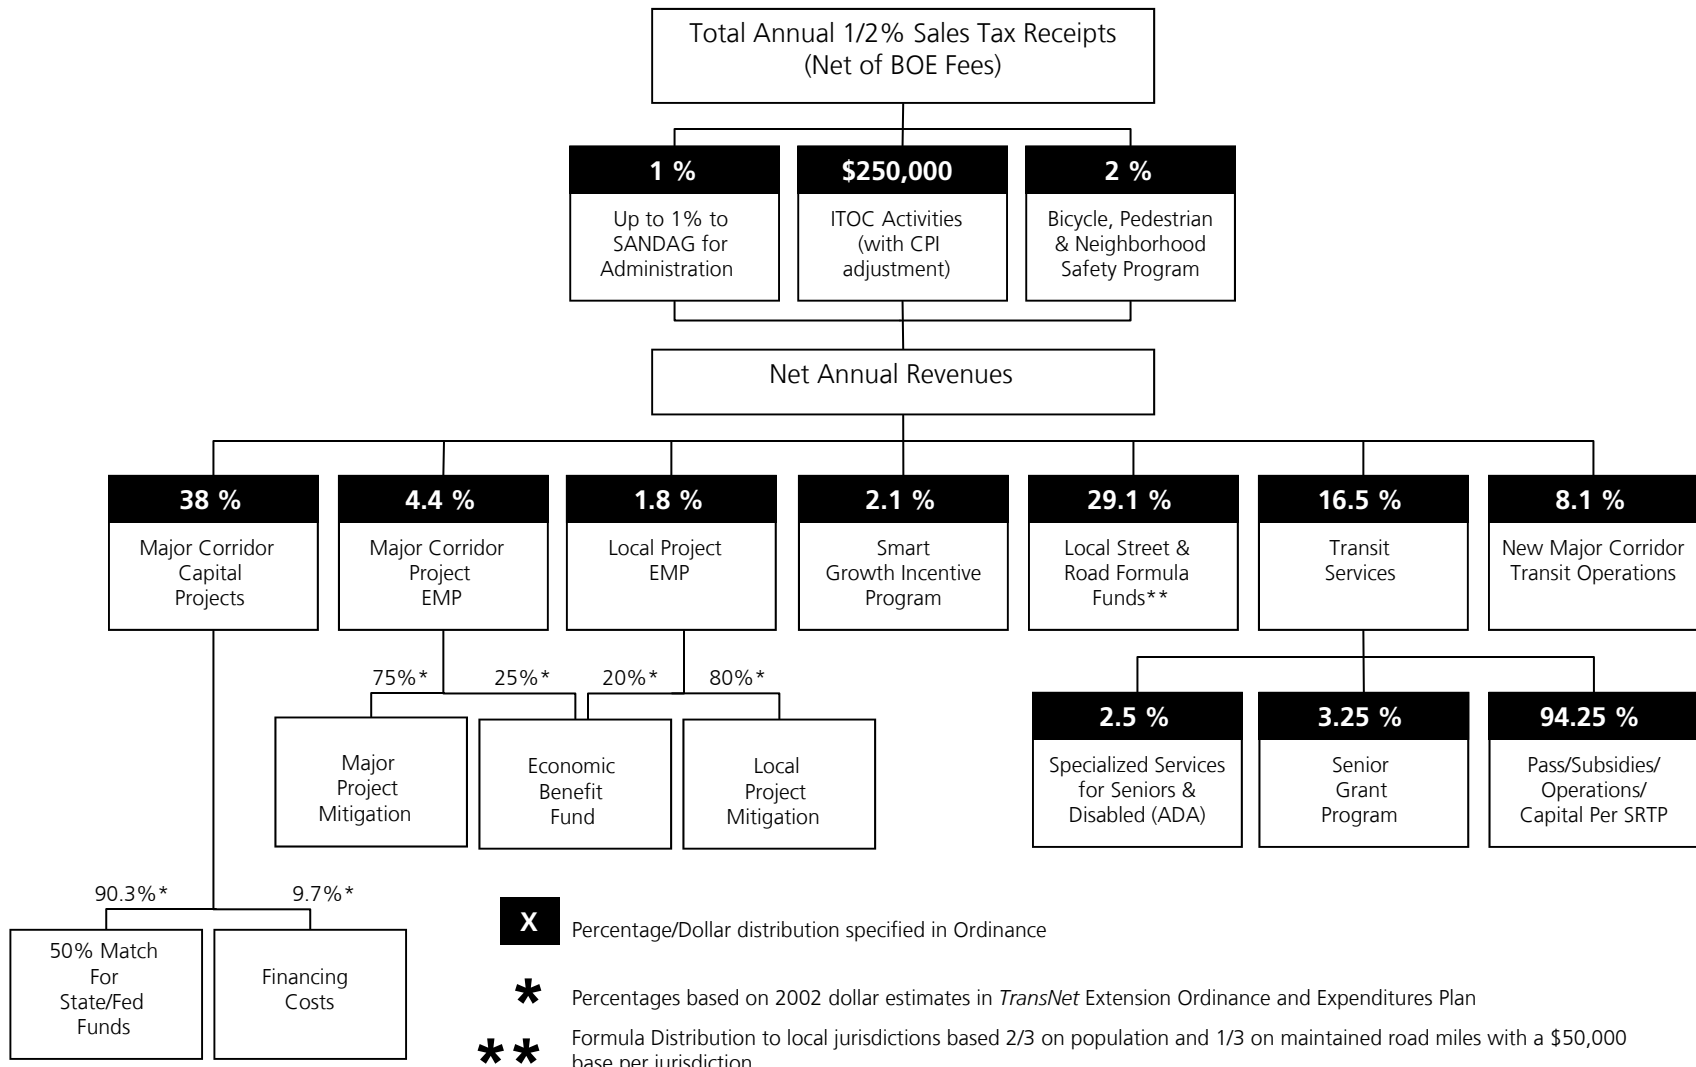 Total Annual 1/2% Sales Tax Receipts
(Net of BOE Fees)
1 %
Up to 1% to
SANDAG for
Administration
$250,000
ITOC Activities
(with CPI
adjustment)
2 %
Bicycle, Pedestrian
& Neighborhood
Safety Program
Net Annual Revenues
38 %
Major Corridor
Capital
Projects
4.4 %
Major Corridor
Project
EMP
1.8 %
Local Project
EMP
2.1 %
Smart
Growth Incentive
Program
29.1 %
Local Street &
Road Formula
Funds**
16.5 %
Transit
Services
8.1 %
New Major Corridor
Transit Operations
75%*
25%*
20%*
80%*
Major
Project
Mitigation
Economic
Benefit
Fund
Local
Project
Mitigation
2.5 %
Specialized Services
for Seniors &
Disabled (ADA)
3.25 %
Senior
Grant
Program
94.25 %
Pass/Subsidies/
Operations/
Capital Per SRTP
90.3%*
9.7%*
50% Match
For
State/Fed
Funds
Financing
Costs
X Percentage/Dollar distribution specified in Ordinance
* Percentages based on 2002 dollar estimates in TransNet Extension Ordinance and Expenditures Plan
** Formula Distribution to local jurisdictions based 2/3 on population and 1/3 on maintained road miles with a $50,000
base per jurisdiction